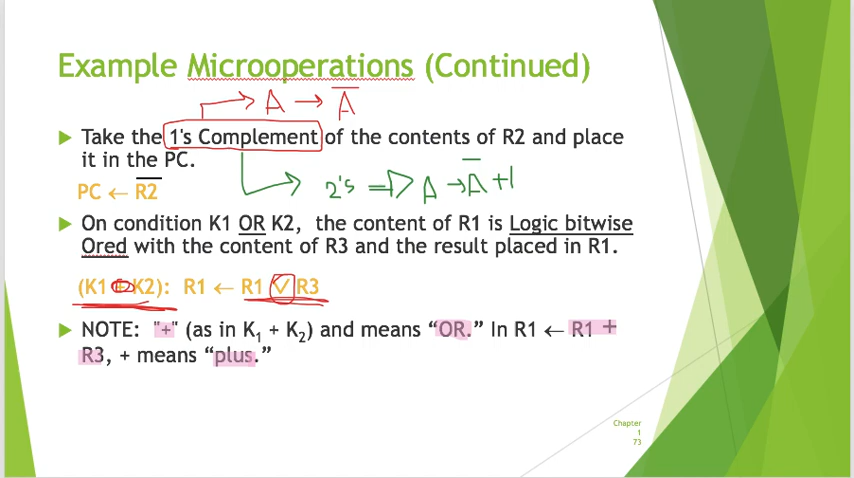 Example Microoperations (Continued)
A → A̅
Take the 1's Complement of the contents of R2 and place
it in the PC.
2's ⇒ A → A̅ +1
PC ← R̅2̅
On condition K1 OR K2, the content of R1 is Logic bitwise
Ored with the content of R3 and the result placed in R1.
(K1 + K2): R1 ← R1 ∨ R3
NOTE: "+" (as in K₁ + K₂) and means “OR.” In R1 ← R1 +
R3, + means “plus.”
Chapter
1
73